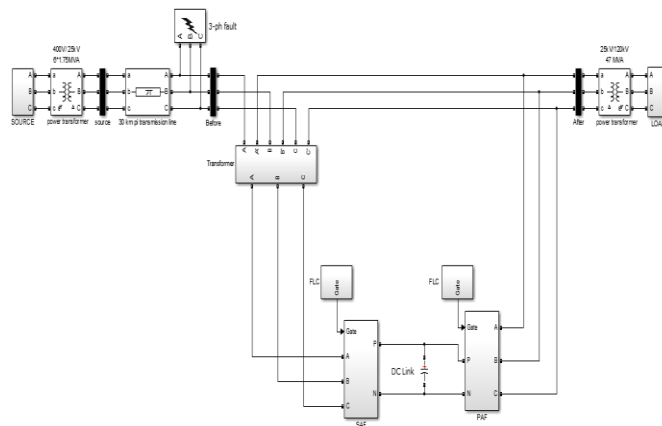 3-ph fault
A B C
400V/25kV
6*1.75MVA
25kV/120kV
47 MVA
A a A a A A a A
B b B b B B b B
C c C c C C c C
SOURCE
power transformer
source
30 km pi transmission line
Before
After
power transformer
LOAD
A A' B B' C C'
Transformer
A B C
FLC
Gate
FLC
Gate
Gate
A
B
C
P
N
DC Link
Gate
P
N
A
B
C
SAF
PAF